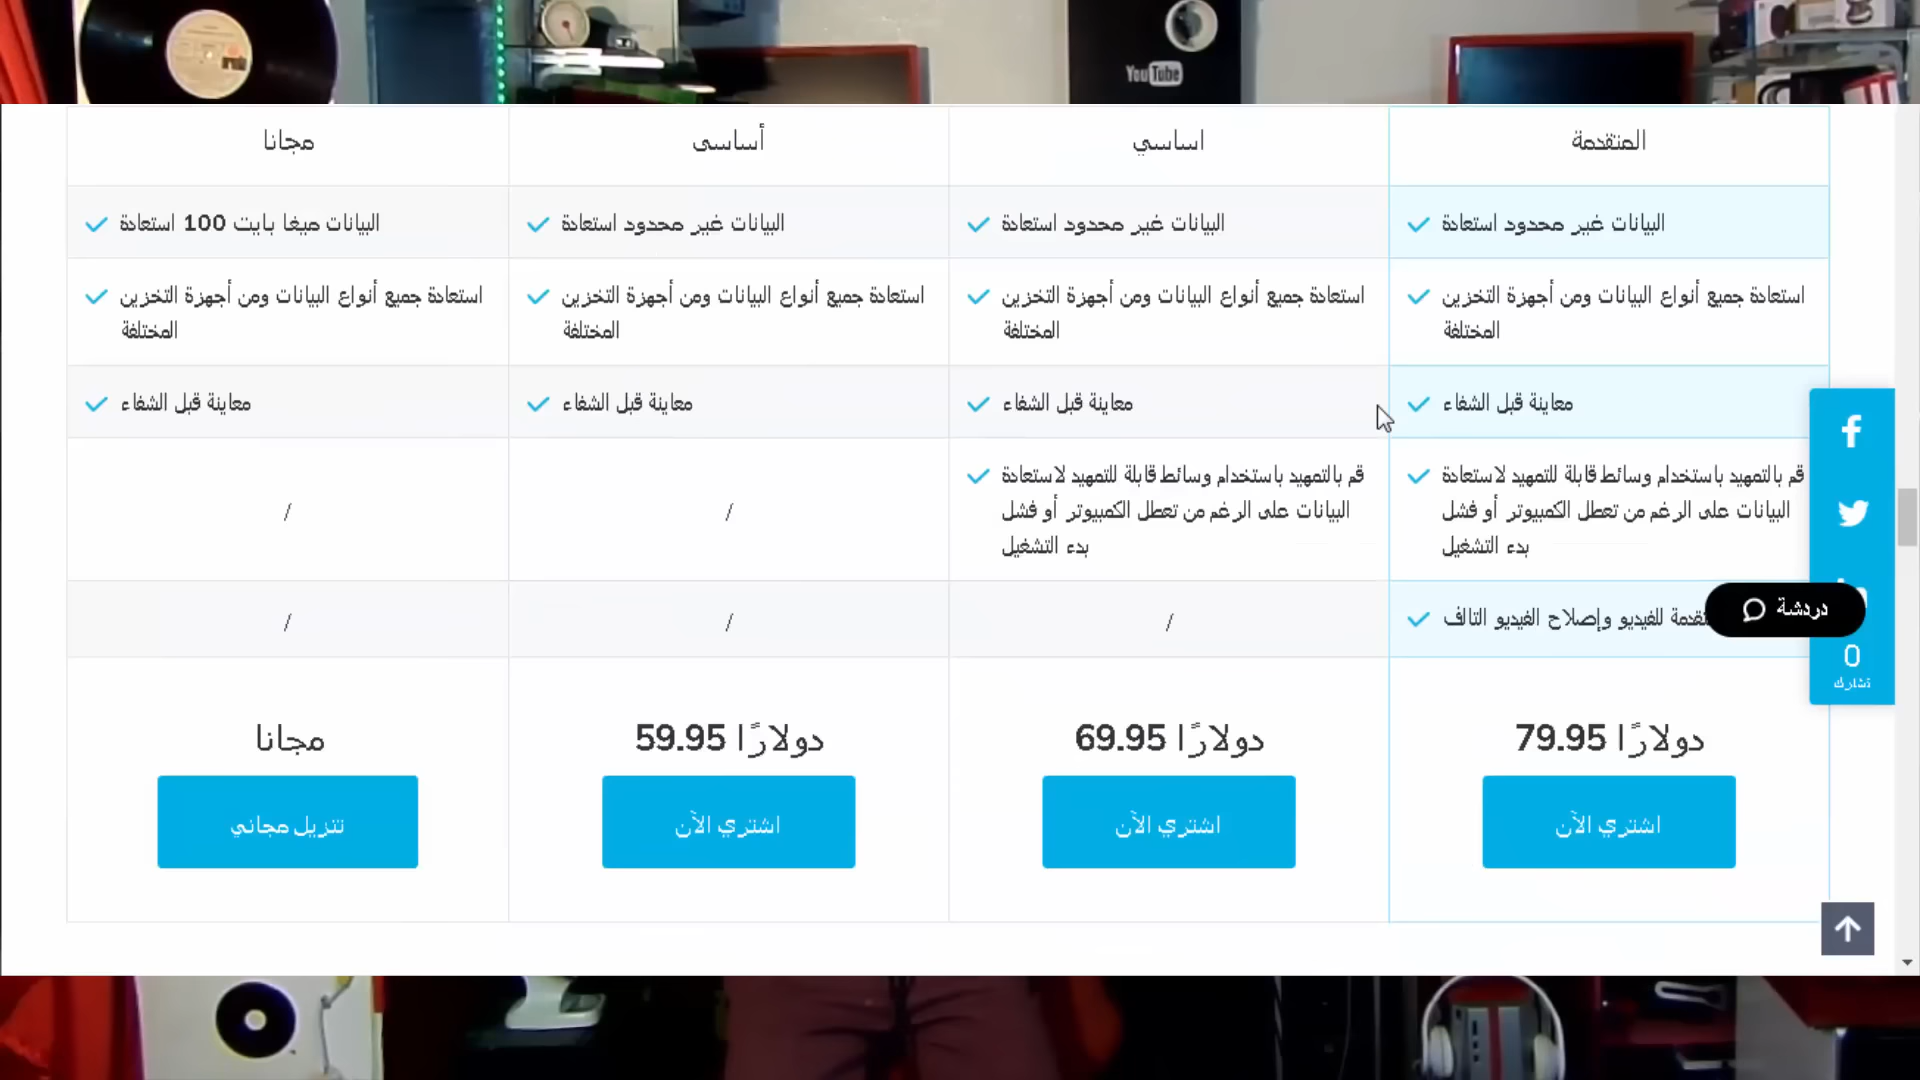 YouTube
مجانا
أساسى
اساسي
المتقدمة
البيانات ميغا بايت 100 استعادة
البيانات غير محدود استعادة
البيانات غير محدود استعادة
البيانات غير محدود استعادة
استعادة جميع أنواع البيانات ومن أجهزة التخزين
المختلفة
استعادة جميع أنواع البيانات ومن أجهزة التخزين
المختلفة
استعادة جميع أنواع البيانات ومن أجهزة التخزين
المختلفة
استعادة جميع أنواع البيانات ومن أجهزة التخزين
المختلفة
معاينة قبل الشفاء
معاينة قبل الشفاء
معاينة قبل الشفاء
معاينة قبل الشفاء
/
/
قم بالتمهيد باستخدام وسائط قابلة للتمهيد لاستعادة
البيانات على الرغم من تعطل الكمبيوتر أو فشل
بدء التشغيل
قم بالتمهيد باستخدام وسائط قابلة للتمهيد لاستعادة
البيانات على الرغم من تعطل الكمبيوتر أو فشل
بدء التشغيل
/
/
/
للفيديو وإصلاح الفيديو التالف
دردشة
0
تشارك
مجانا
59.95 دولارًا
69.95 دولارًا
79.95 دولارًا
تنزيل مجاني
اشتري الآن
اشتري الآن
اشتري الآن